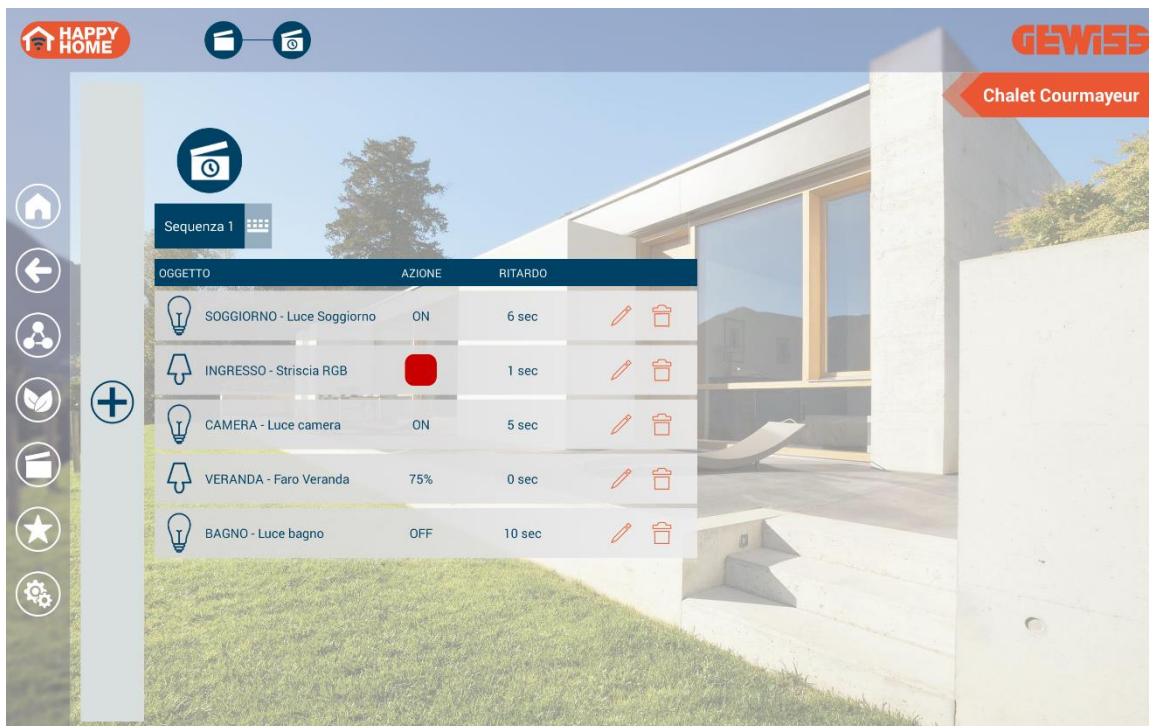 HAPPY
HOME
GEWISS
Chalet Courmayeur
Sequenza 1
OGGETTO AZIONE RITARDO
SOGGIORNO - Luce Soggiorno ON 6 sec
INGRESSO - Striscia RGB 1 sec
CAMERA - Luce camera ON 5 sec
VERANDA - Faro Veranda 75% 0 sec
BAGNO - Luce bagno OFF 10 sec